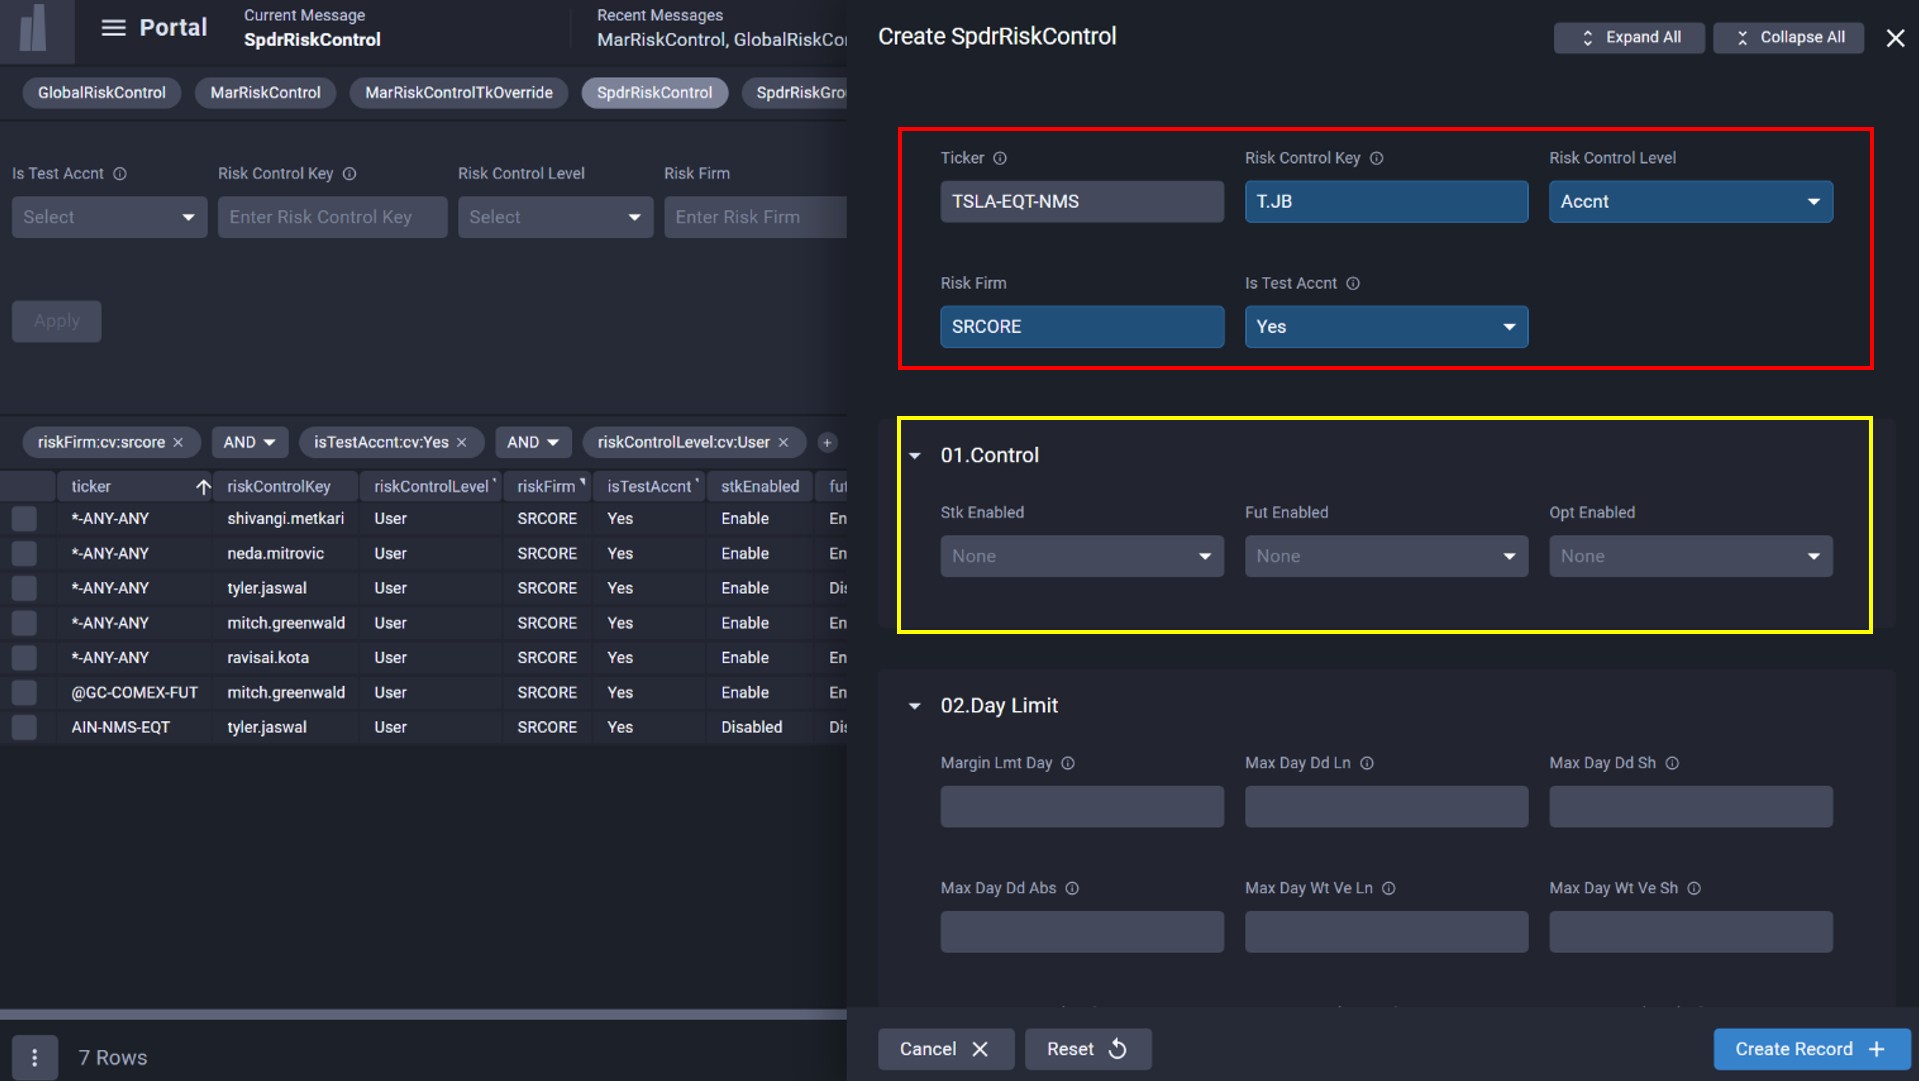 Portal
Current Message
SpdrRiskControl
Recent Messages
MarRiskControl, GlobalRiskCo
GlobalRiskControl
MarRiskControl
MarRiskControlTkOverride
SpdrRiskControl
SpdrRiskGro
Is Test Accnt
Risk Control Key
Risk Control Level
Risk Firm
Select
Enter Risk Control Key
Select
Enter Risk Firm
Apply
riskFirm:cv:srcore
AND
isTestAccnt:cv:Yes
AND
riskControlLevel:cv:User
ticker riskControlKey riskControlLevel riskFirm isTestAccnt stkEnabled fut
*-ANY-ANY shivangi.metkari User SRCORE Yes Enable En
*-ANY-ANY neda.mitrovic User SRCORE Yes Enable En
*-ANY-ANY tyler.jaswal User SRCORE Yes Enable Dis
*-ANY-ANY mitch.greenwald User SRCORE Yes Enable En
*-ANY-ANY ravisai.kota User SRCORE Yes Enable En
@GC-COMEX-FUT mitch.greenwald User SRCORE Yes Enable En
AIN-NMS-EQT tyler.jaswal User SRCORE Yes Disabled Dis
7 Rows
Create SpdrRiskControl
Expand All
Collapse All
Ticker
Risk Control Key
Risk Control Level
TSLA-EQT-NMS
T.JB
Accnt
Risk Firm
Is Test Accnt
SRCORE
Yes
01.Control
Stk Enabled
Fut Enabled
Opt Enabled
None
None
None
02.Day Limit
Margin Lmt Day
Max Day Dd Ln
Max Day Dd Sh
Max Day Dd Abs
Max Day Wt Ve Ln
Max Day Wt Ve Sh
Cancel
Reset
Create Record